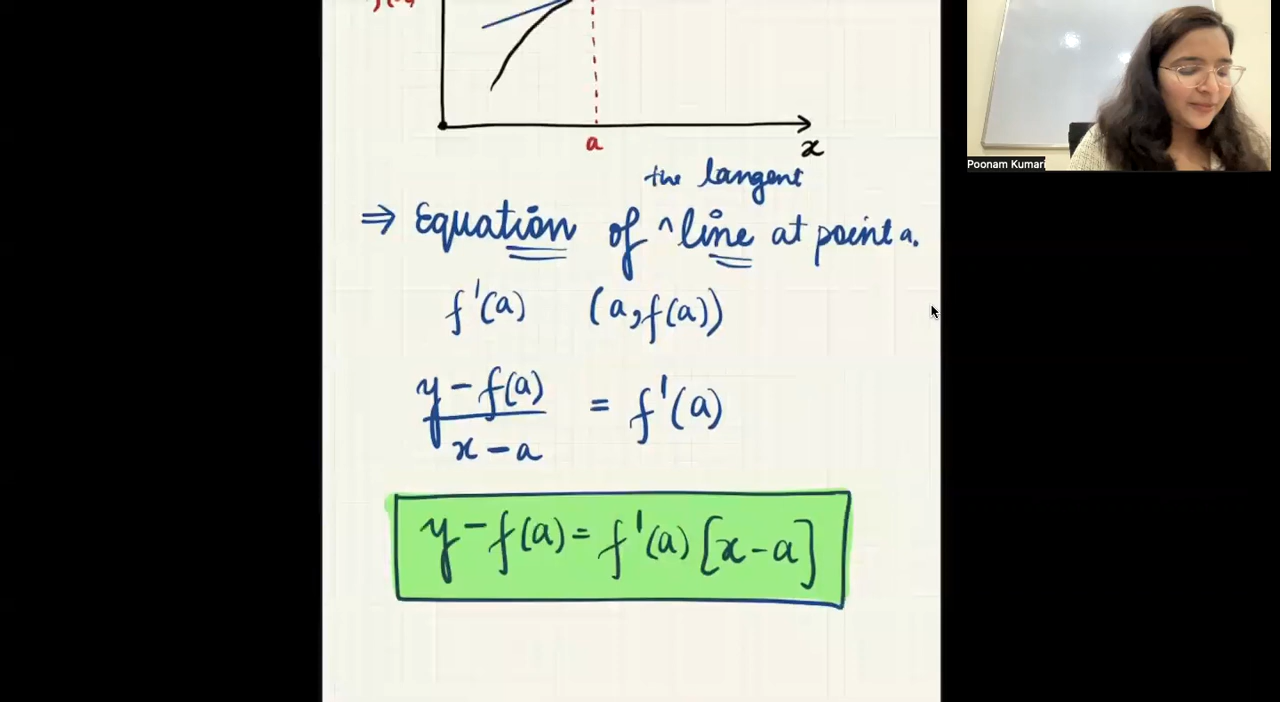 a
x
Poonam Kumari
the tangent
⇒ Equation of ^ line at point a.
f'(a) (a, f(a))
y - f(a) / x - a = f'(a)
y - f(a) = f'(a) [x - a]